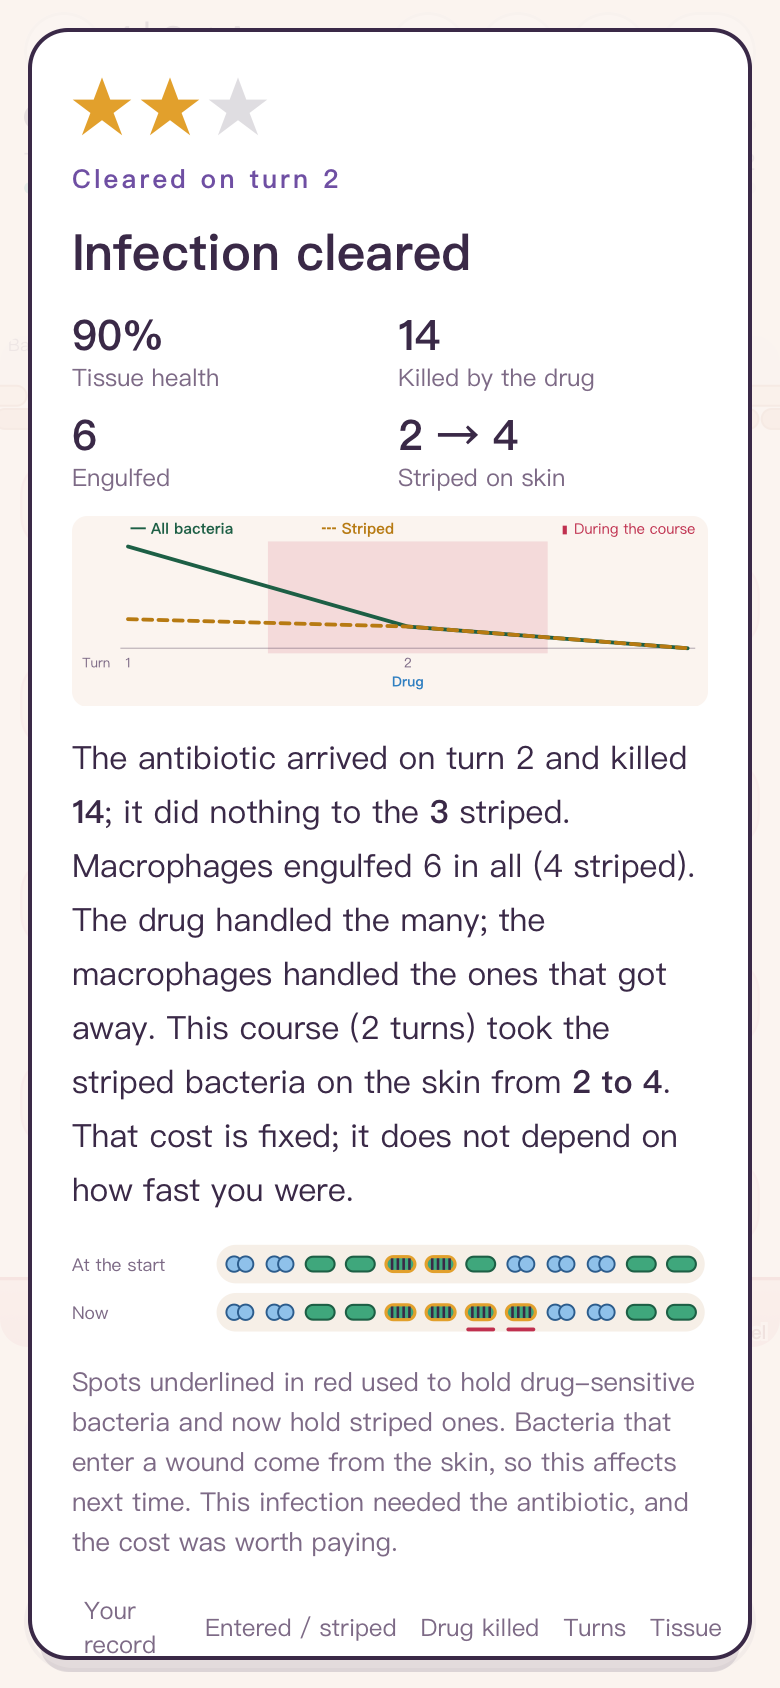 Cleared on turn 2
Infection cleared
90%
Tissue health
14
Killed by the drug
6
Engulfed
2 → 4
Striped on skin
All bacteria
Striped
During the course
Turn 1 2
Drug
The antibiotic arrived on turn 2 and killed
14; it did nothing to the 3 striped.
Macrophages engulfed 6 in all (4 striped).
The drug handled the many; the
macrophages handled the ones that got
away. This course (2 turns) took the
striped bacteria on the skin from 2 to 4.
That cost is fixed; it does not depend on
how fast you were.
At the start
Now
Spots underlined in red used to hold drug–sensitive
bacteria and now hold striped ones. Bacteria that
enter a wound come from the skin, so this affects
next time. This infection needed the antibiotic, and
the cost was worth paying.
Your
record
Entered / striped Drug killed Turns Tissue